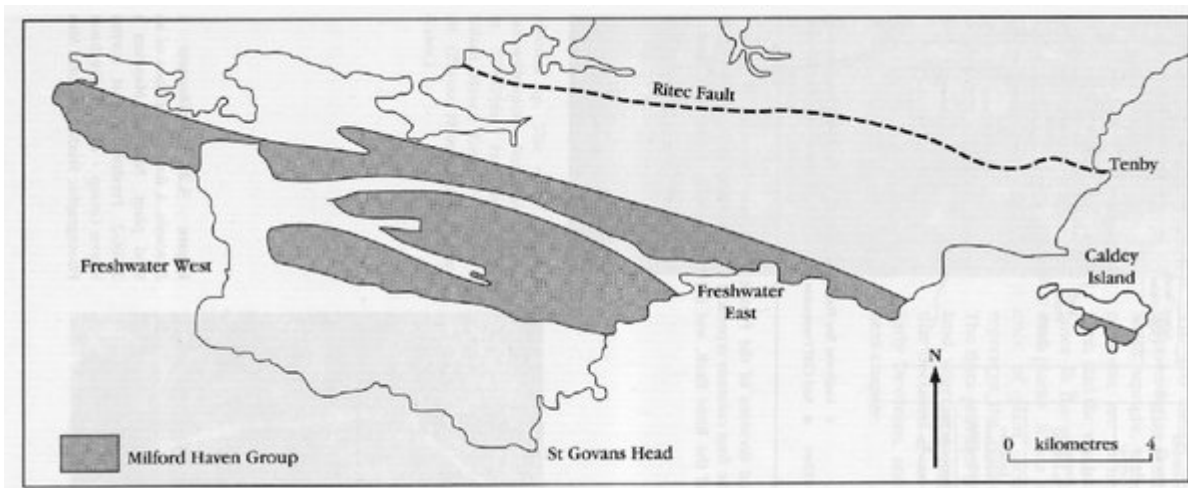 Ritec Fault
Tenby
Freshwater West
Caldey
Island
Freshwater
East
N
0 kilometres 4
Milford Haven Group
St Govans Head